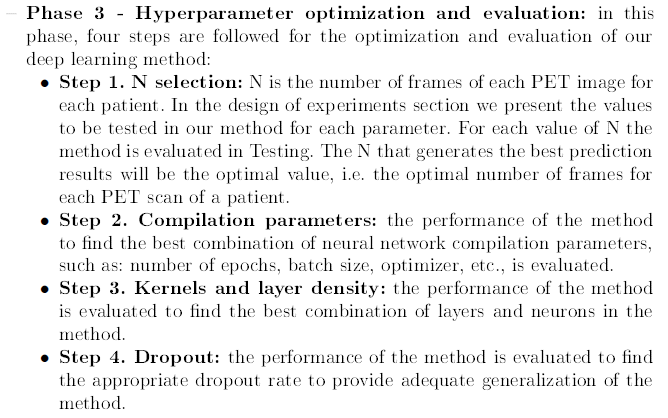 – Phase 3 - Hyperparameter optimization and evaluation: in this
phase, four steps are followed for the optimization and evaluation of our
deep learning method:
• Step 1. N selection: N is the number of frames of each PET image for
each patient. In the design of experiments section we present the values
to be tested in our method for each parameter. For each value of N the
method is evaluated in Testing. The N that generates the best prediction
results will be the optimal value, i.e. the optimal number of frames for
each PET scan of a patient.
• Step 2. Compilation parameters: the performance of the method
to find the best combination of neural network compilation parameters,
such as: number of epochs, batch size, optimizer, etc., is evaluated.
• Step 3. Kernels and layer density: the performance of the method
is evaluated to find the best combination of layers and neurons in the
method.
• Step 4. Dropout: the performance of the method is evaluated to find
the appropriate dropout rate to provide adequate generalization of the
method.